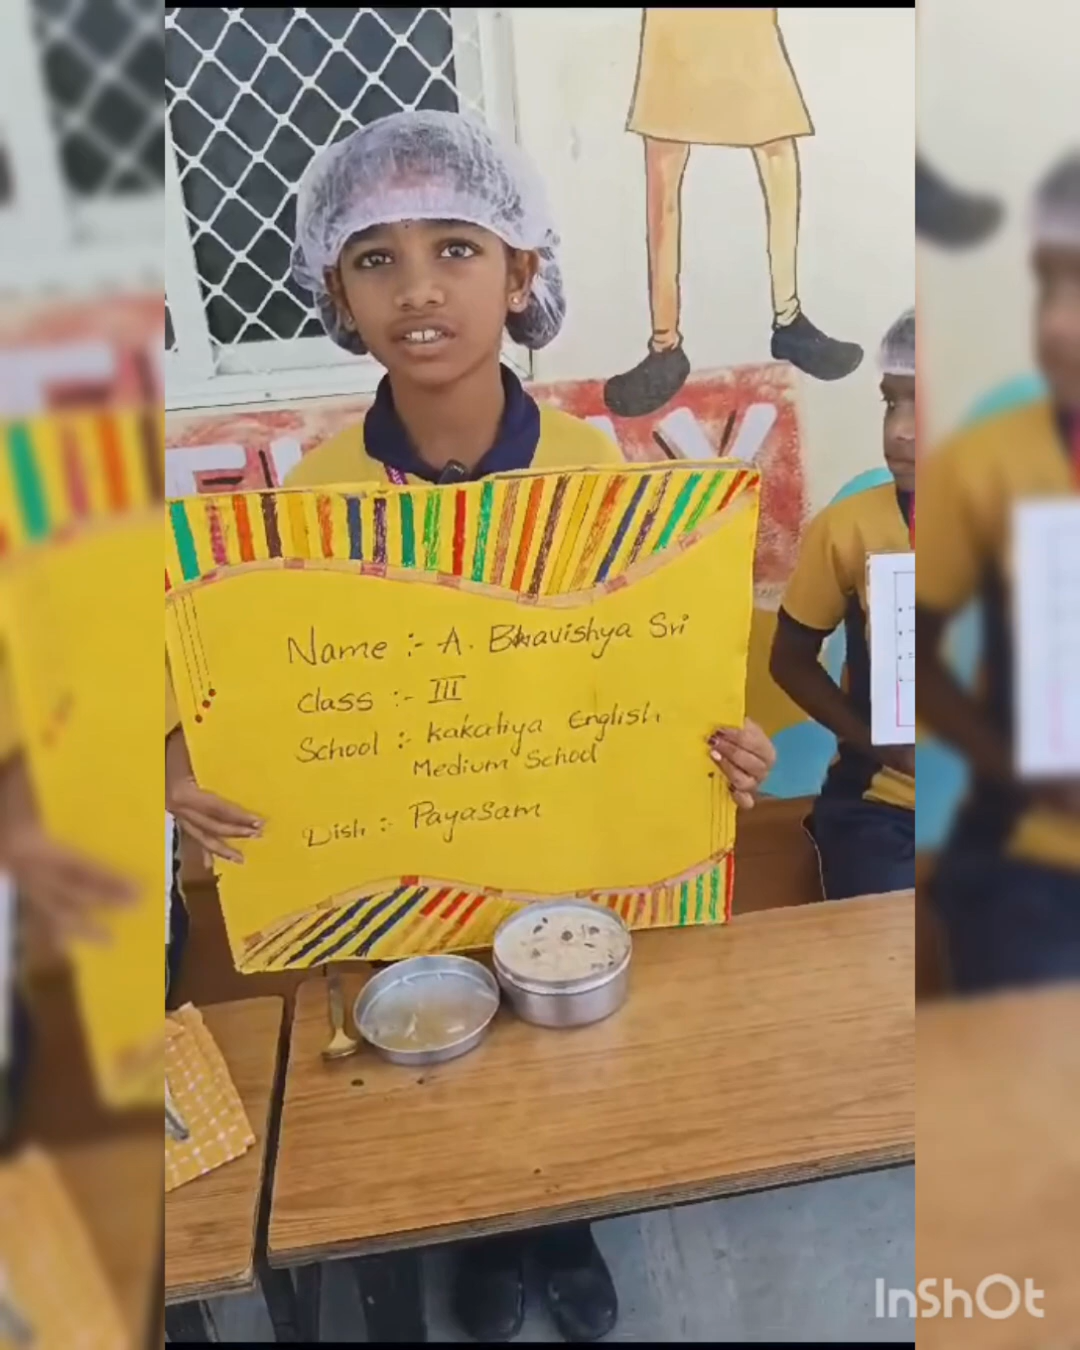 Name :- A. Bhavishya Sri
Class :- III
School :- Kakatiya English
Medium School
Dish :- Payasam
InShOt